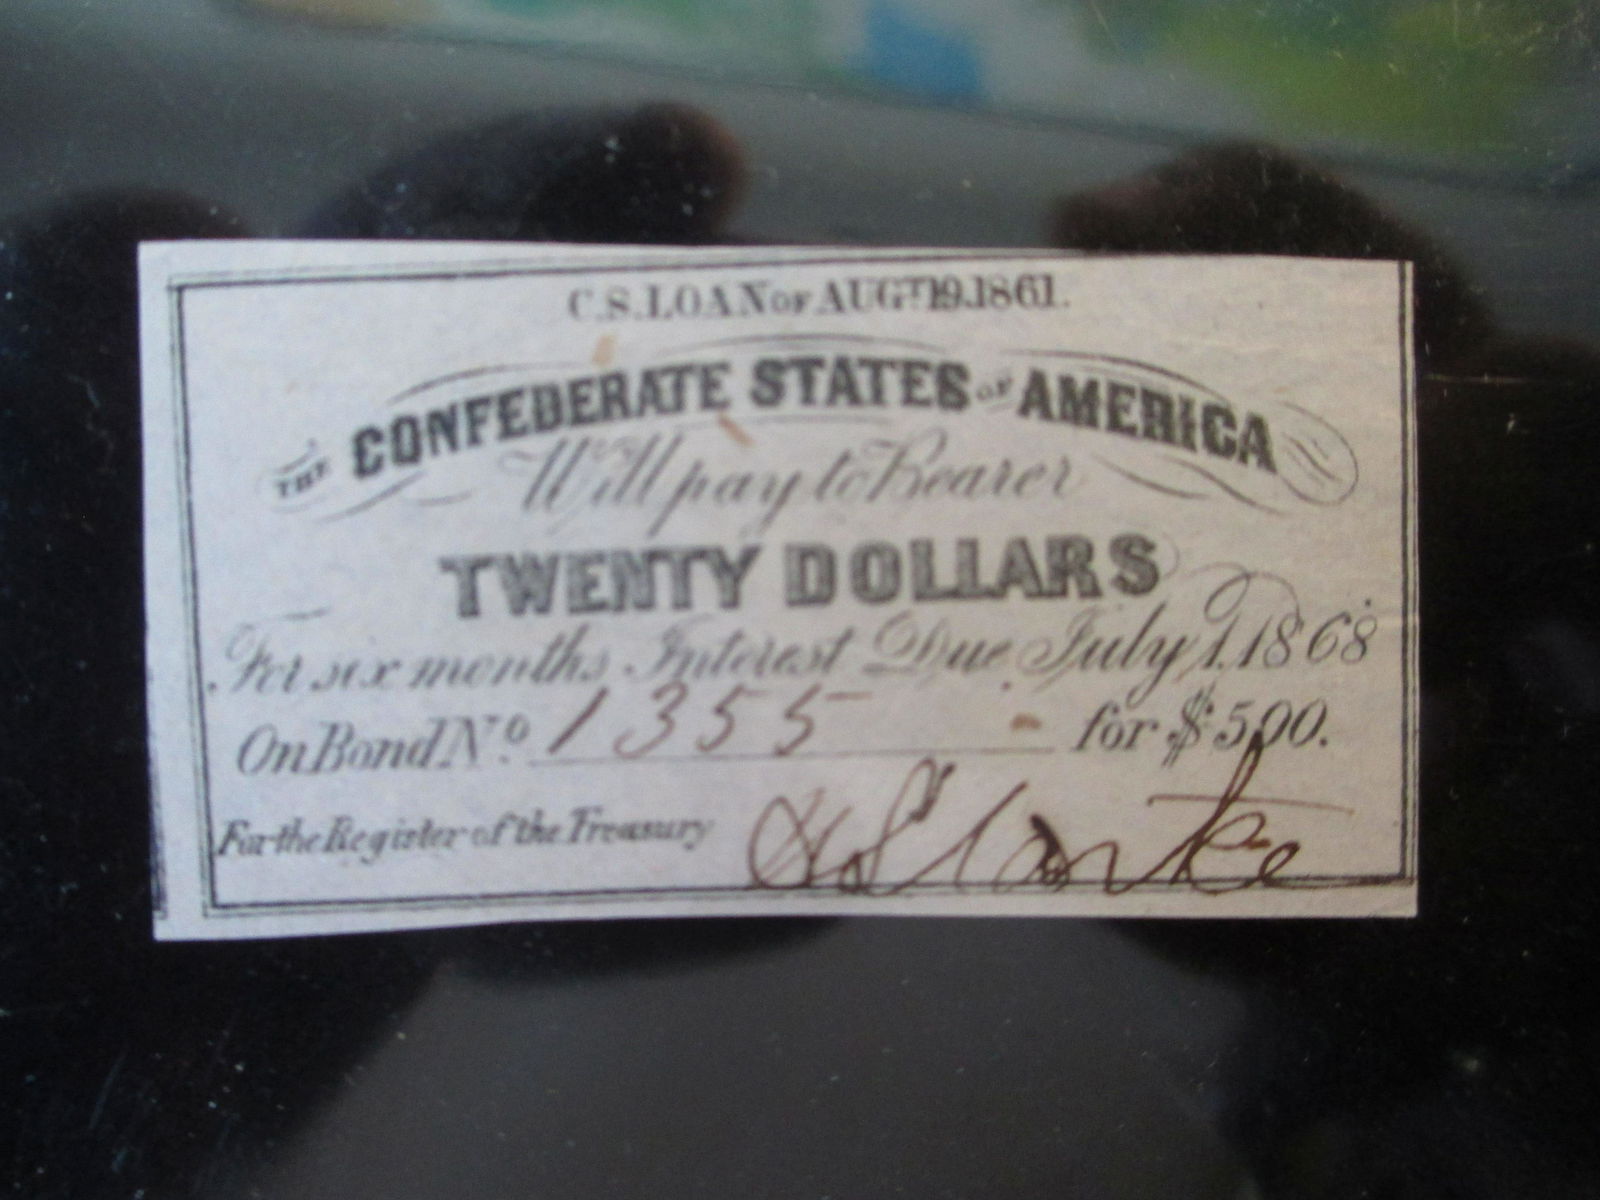 C.S. LOAN OF AUGT. 19. 1861.
THE CONFEDERATE STATES OF AMERICA
Will pay to Bearer
TWENTY DOLLARS
For six months Interest Due July 1. 1868
On Bond No. 1355 for $500.
For the Register of the Treasury